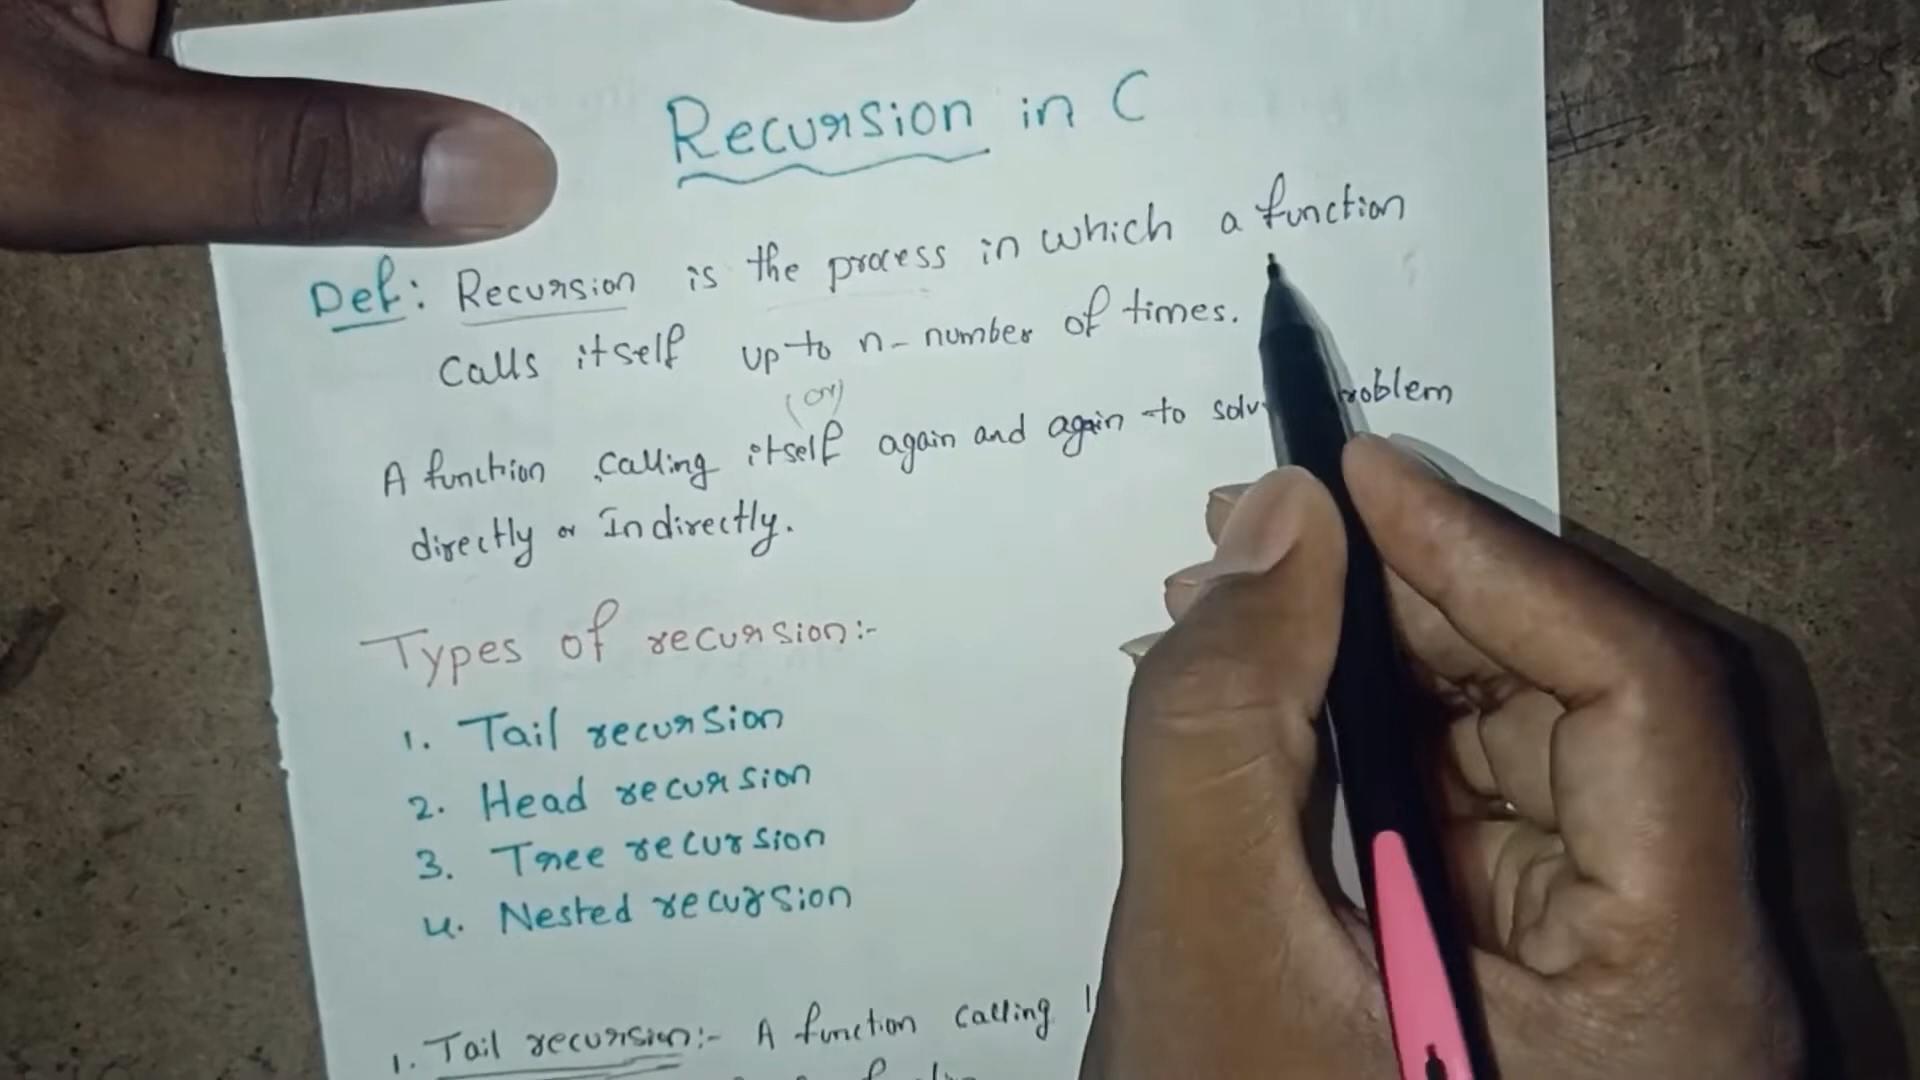 Recursion in C
Def: Recursion is the process in which a function
calls itself up to n- number of times.
(or)
A function calling itself again and again to solv roblem
directly or Indirectly.
Types of recursion:-
1. Tail recursion
2. Head recursion
3. Tree recursion
4. Nested recursion
1. Tail recursion:- A function calling